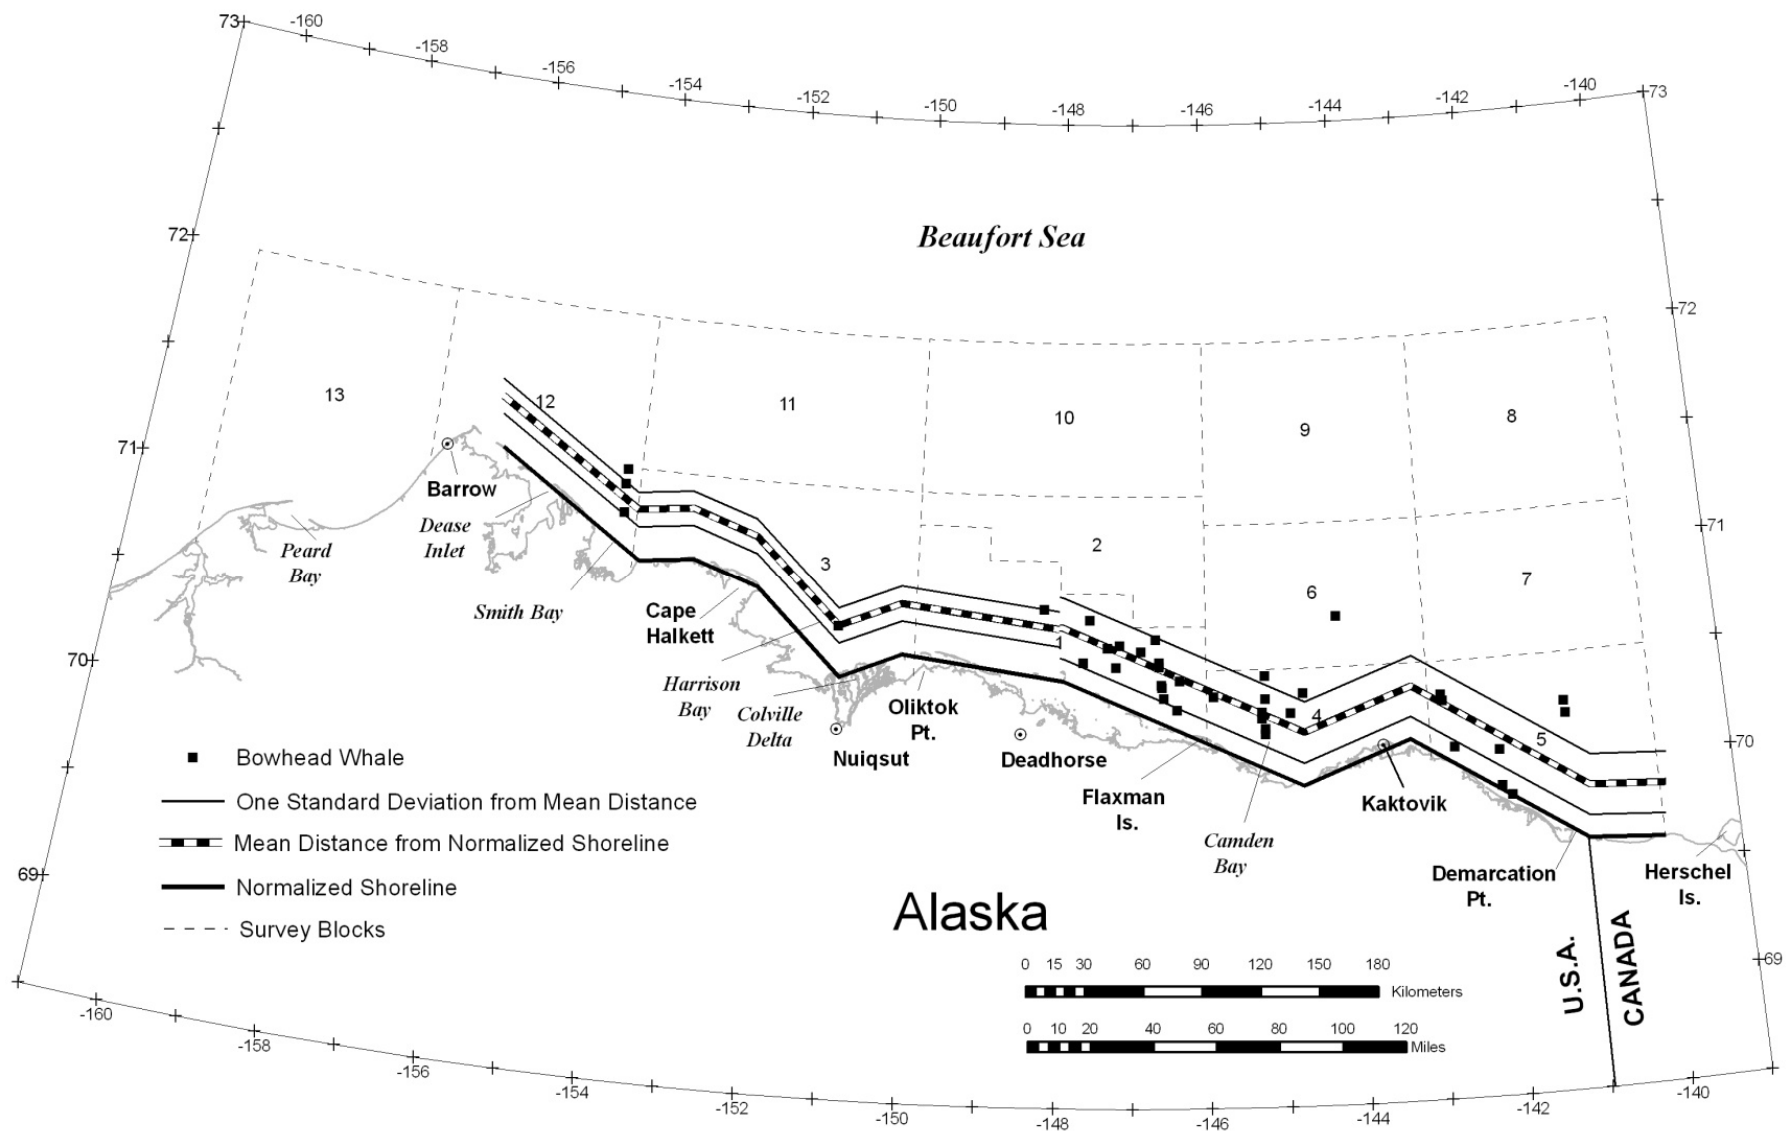 73
-160
-158
-156
-154
-152
-150
-148
-146
-144
-142
-140
73
72
Beaufort Sea
72
13
12
11
10
9
8
71
Barrow
71
Dease
Inlet
Peard
Bay
Smith Bay
Cape
Halkett
3
2
6
7
1
70
Harrison
Bay
Colville
Delta
Oliktok
Pt.
4
5
70
Nuiqsut
Deadhorse
Flaxman
Is.
Kaktovik
Camden
Bay
Demarcation
Pt.
Herschel
Is.
Bowhead Whale
One Standard Deviation from Mean Distance
Mean Distance from Normalized Shoreline
Normalized Shoreline
Survey Blocks
69
Alaska
U.S.A.
CANADA
69
0 15 30 60 90 120 150 180
Kilometers
0 10 20 40 60 80 100 120
Miles
-160
-158
-156
-154
-152
-150
-148
-146
-144
-142
-140